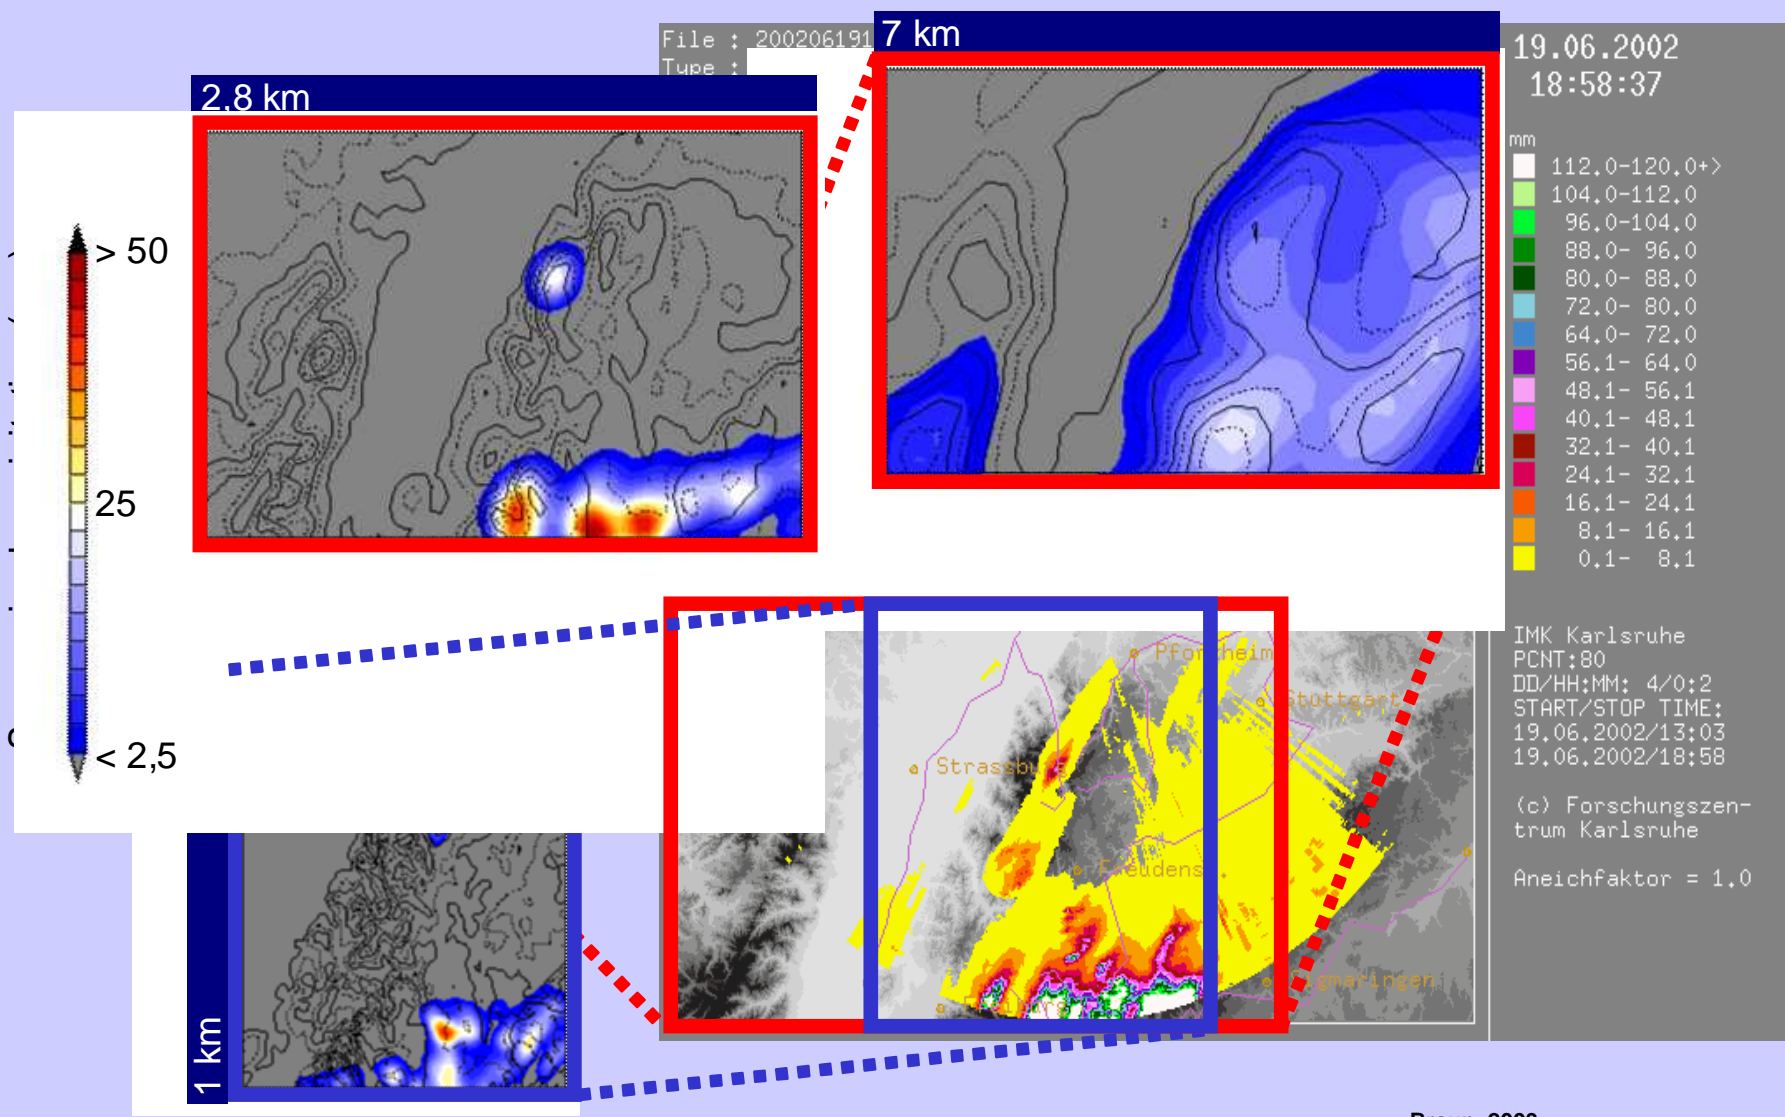 File : 200206191
Type :
7 km
2,8 km
> 50
25
< 2,5
1 km
19.06.2002
18:58:37
mm
112.0-120.0+>
104.0-112.0
96.0-104.0
88.0- 96.0
80.0- 88.0
72.0- 80.0
64.0- 72.0
56.1- 64.0
48.1- 56.1
40.1- 48.1
32.1- 40.1
24.1- 32.1
16.1- 24.1
8.1- 16.1
0.1- 8.1
IMK Karlsruhe
PCNT:80
DD/HH:MM: 4/0:2
START/STOP TIME:
19.06.2002/13:03
19.06.2002/18:58
(c) Forschungszen-
trum Karlsruhe
Aneichfaktor = 1.0
Pforzheim
Stuttgart
Strassburg
Freudens.
Sigmaringen
Freiburg